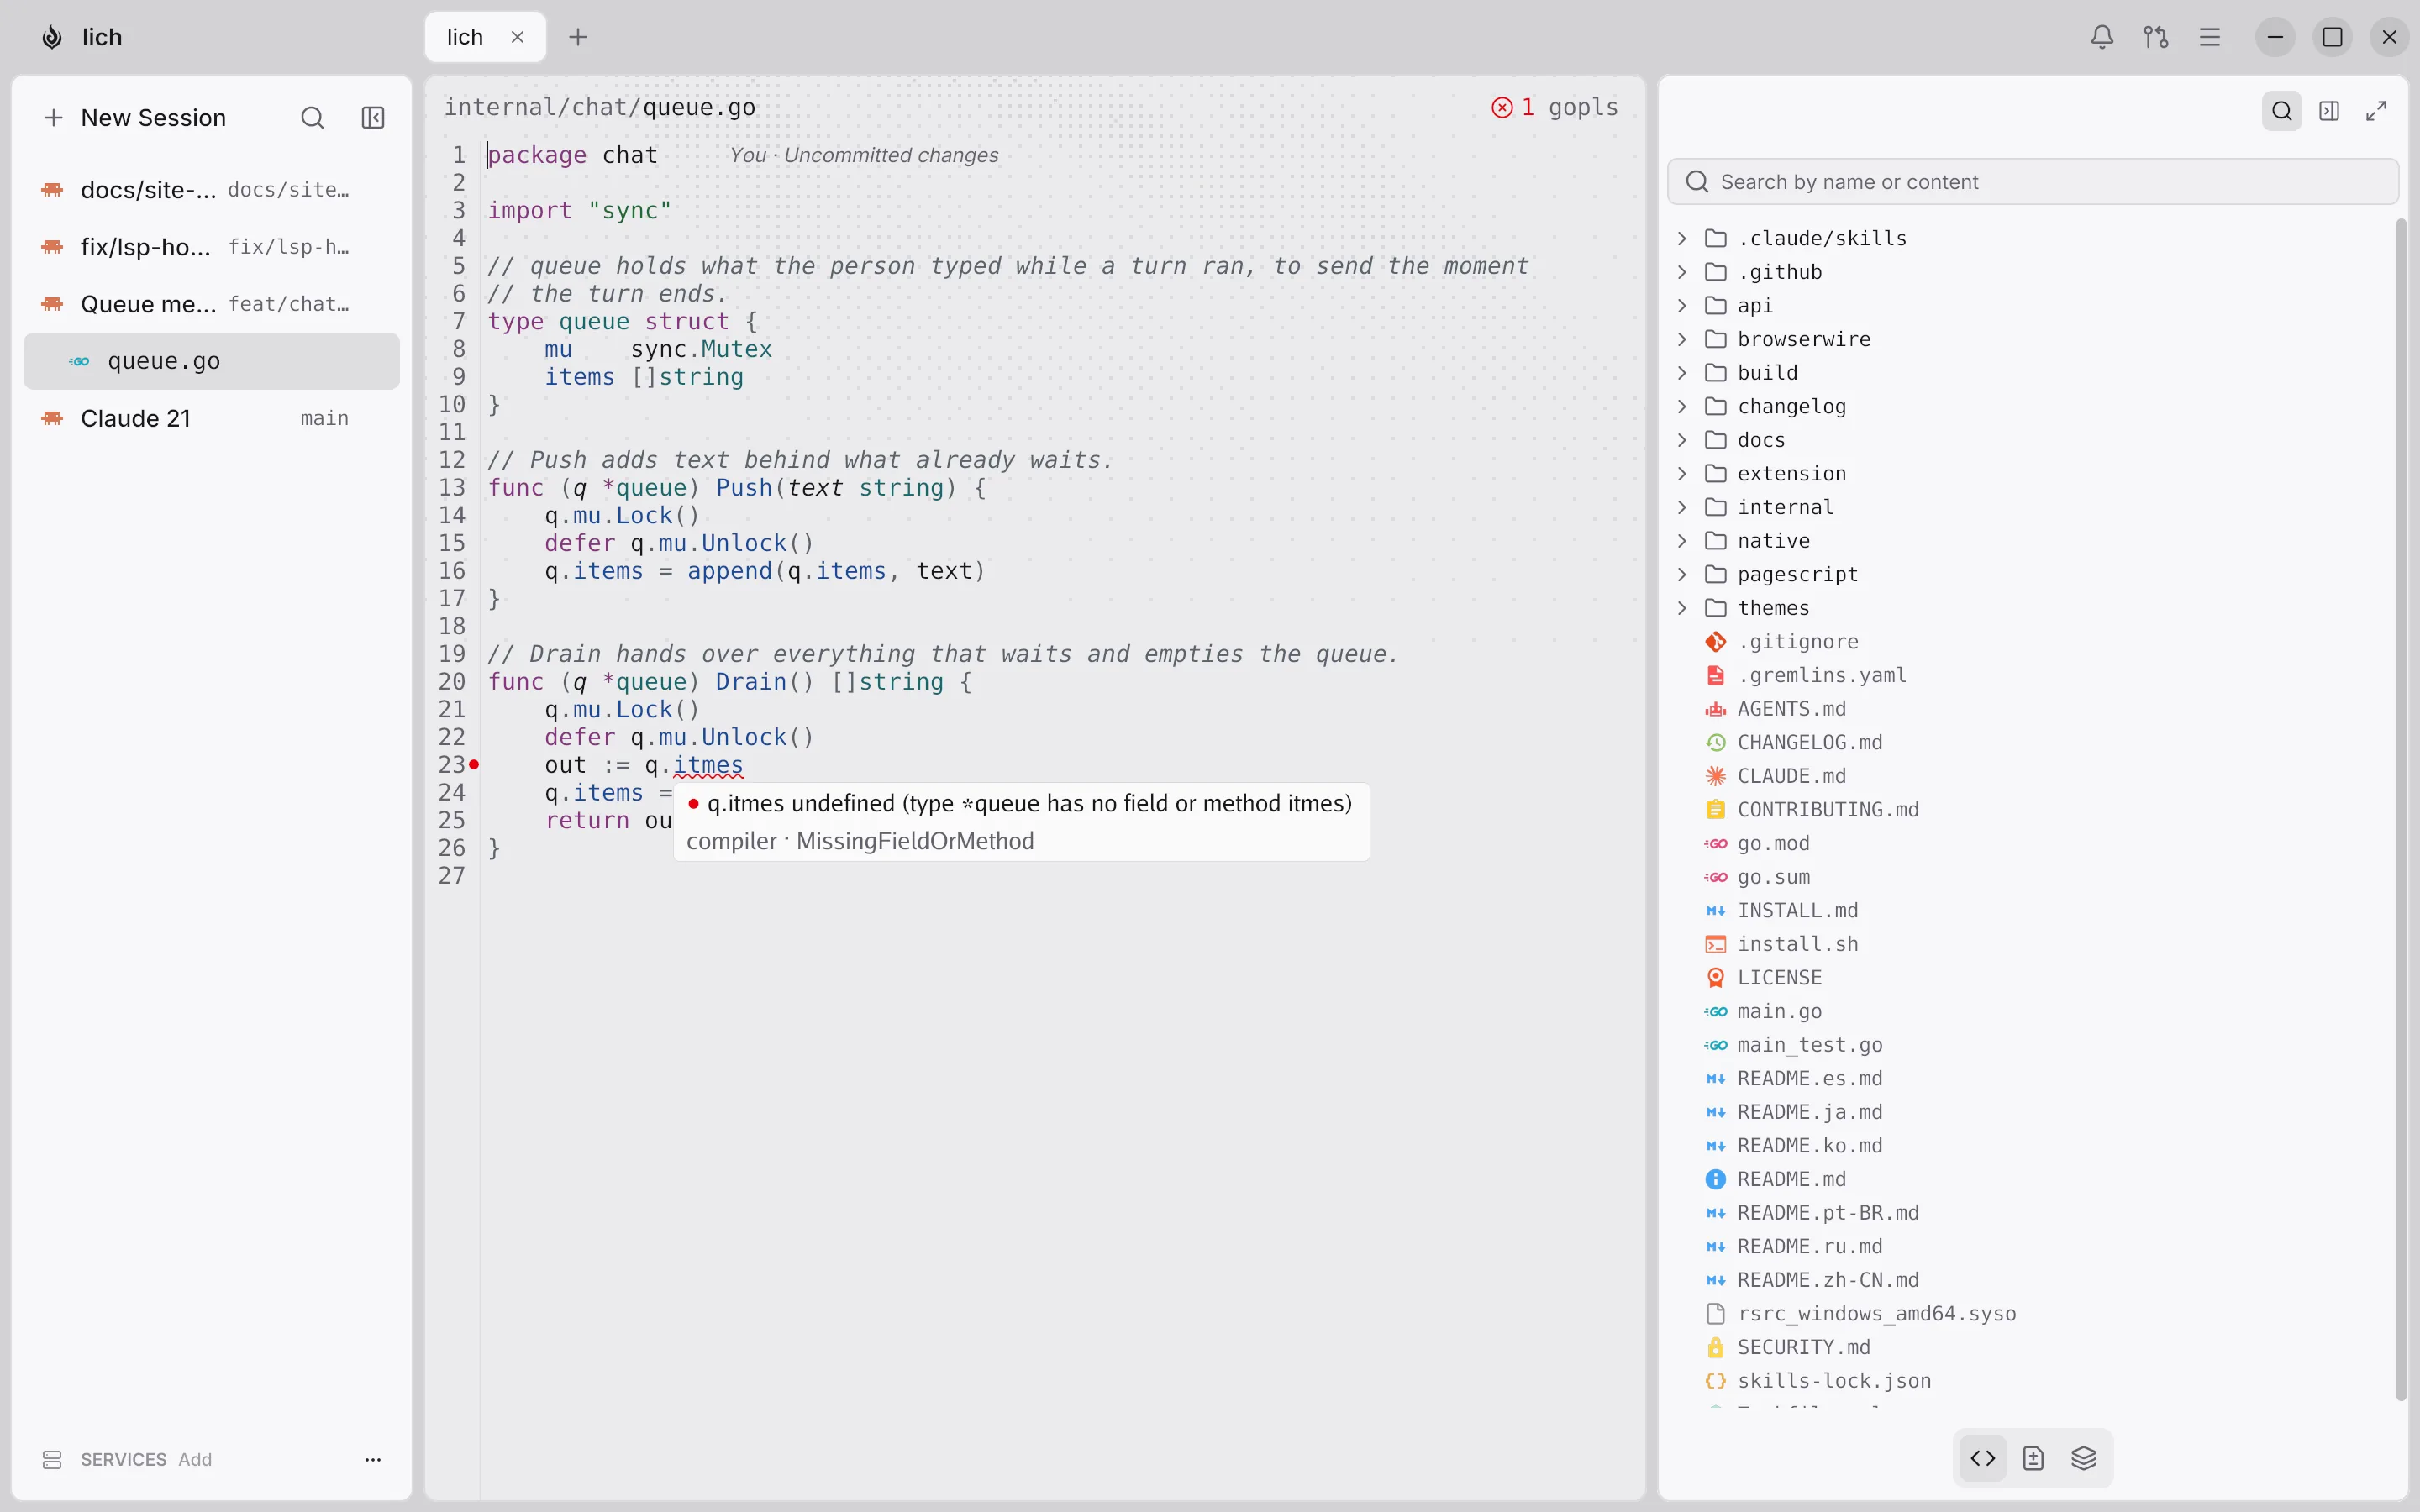 lich
lich
New Session
docs/site-... docs/site…
fix/lsp-ho... fix/lsp-h…
Queue me... feat/chat…
queue.go
Claude 21 main
SERVICES Add
internal/chat/queue.go
1 gopls
1 package chat You · Uncommitted changes
2
3 import "sync"
4
5 // queue holds what the person typed while a turn ran, to send the moment
6 // the turn ends.
7 type queue struct {
8 mu sync.Mutex
9 items []string
10 }
11
12 // Push adds text behind what already waits.
13 func (q *queue) Push(text string) {
14 q.mu.Lock()
15 defer q.mu.Unlock()
16 q.items = append(q.items, text)
17 }
18
19 // Drain hands over everything that waits and empties the queue.
20 func (q *queue) Drain() []string {
21 q.mu.Lock()
22 defer q.mu.Unlock()
23 out := q.itmes
24 q.items =
25 return ou
26 }
27
q.itmes undefined (type *queue has no field or method itmes)
compiler · MissingFieldOrMethod
Search by name or content
.claude/skills
.github
api
browserwire
build
changelog
docs
extension
internal
native
pagescript
themes
.gitignore
.gremlins.yaml
AGENTS.md
CHANGELOG.md
CLAUDE.md
CONTRIBUTING.md
go.mod
go.sum
INSTALL.md
install.sh
LICENSE
main.go
main_test.go
README.es.md
README.ja.md
README.ko.md
README.md
README.pt-BR.md
README.ru.md
README.zh-CN.md
rsrc_windows_amd64.syso
SECURITY.md
skills-lock.json